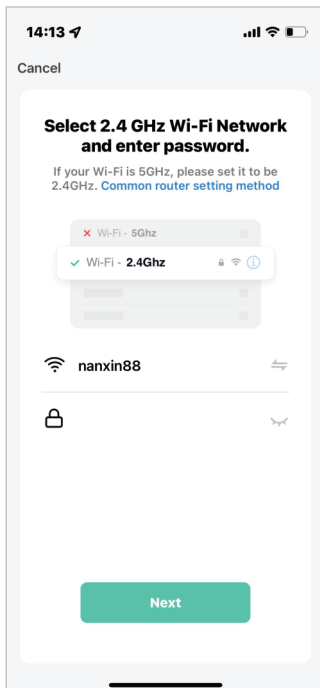 14:13
Cancel
Select 2.4 GHz Wi-Fi Network
and enter password.
If your Wi-Fi is 5GHz, please set it to be
2.4GHz. Common router setting method
Wi-Fi - 5Ghz
Wi-Fi - 2.4Ghz
nanxin88
Next